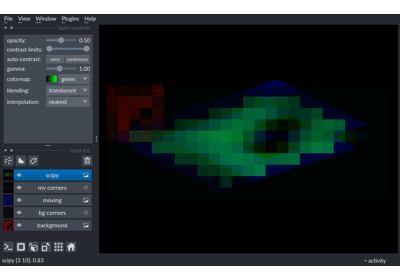 File View Window Plugins Help
layer controls
opacity: 0.50
contrast limits:
auto-contrast: once continuous
gamma: 1.00
colormap: green
blending: translucent
interpolation: nearest
layer list
scipy
mv corners
moving
bg corners
background
scipy [3 10]: 0.83
activity